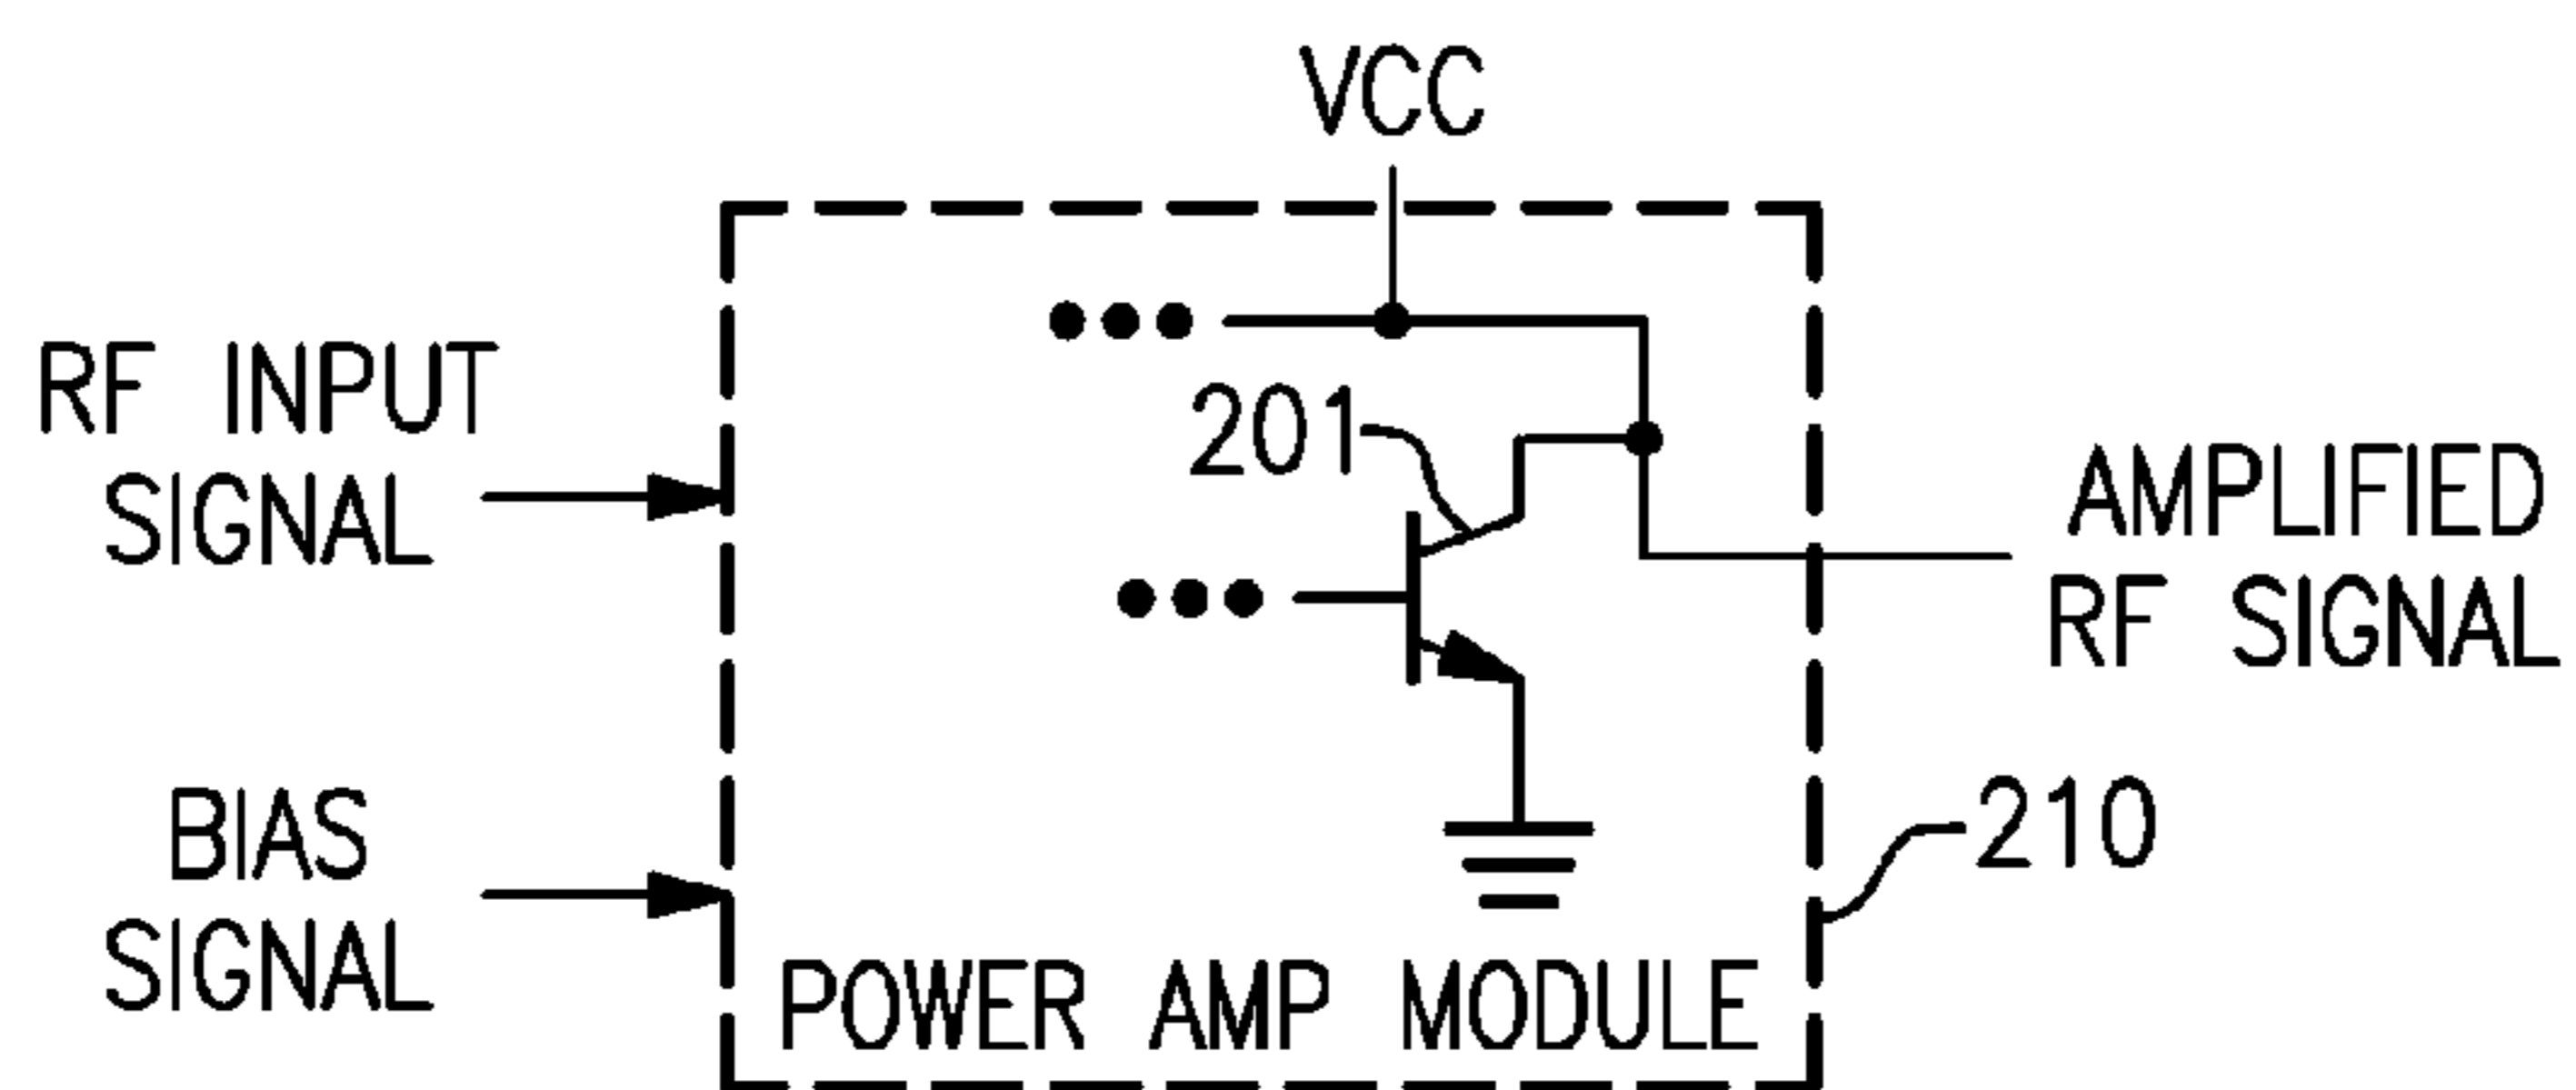 VCC
RF INPUT
SIGNAL
201
AMPLIFIED
RF SIGNAL
BIAS
SIGNAL
210
POWER AMP MODULE